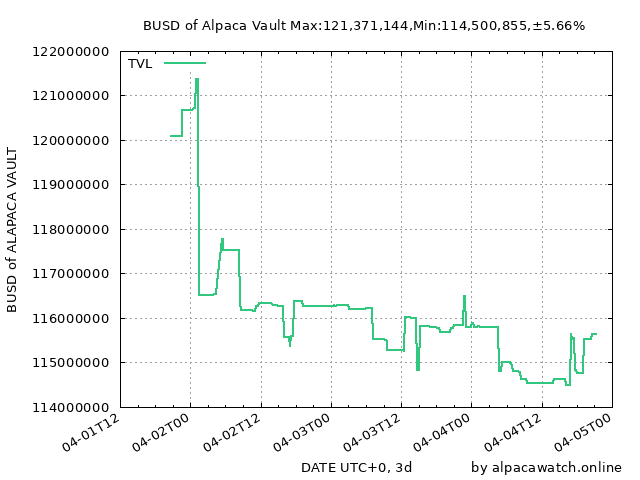 BUSD of Alpaca Vault Max:121,371,144,Min:114,500,855,±5.66%
TVL
122000000
121000000
120000000
119000000
118000000
117000000
116000000
115000000
114000000
BUSD of ALAPACA VAULT
04-01T12
04-02T00
04-02T12
04-03T00
04-03T12
04-04T00
04-04T12
04-05T00
DATE UTC+0, 3d
by alpacawatch.online